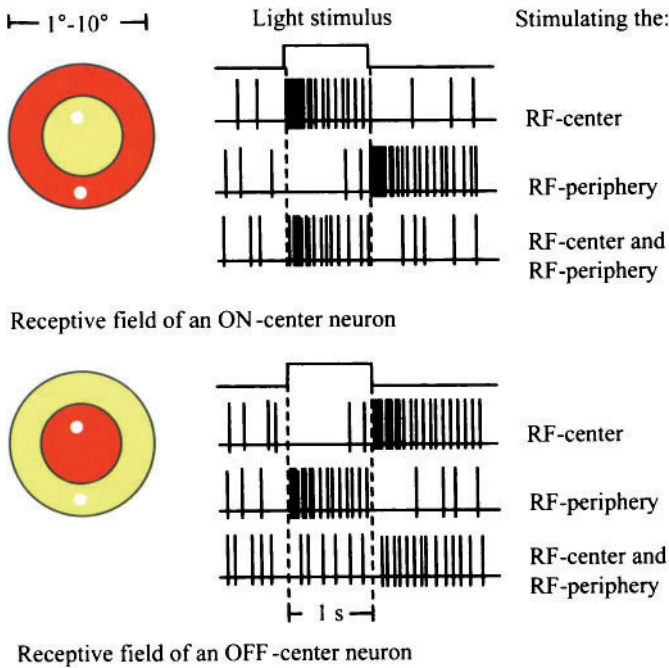 1°-10°
Light stimulus
Stimulating the:
RF-center
RF-periphery
RF-center and
RF-periphery
Receptive field of an ON-center neuron
RF-center
RF-periphery
RF-center and
RF-periphery
1 s
Receptive field of an OFF-center neuron